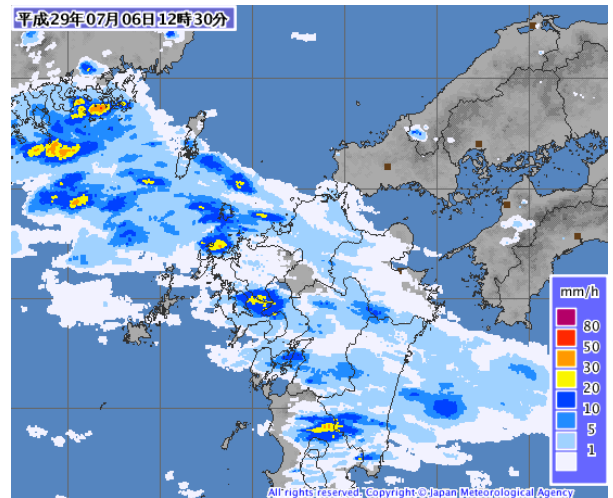 平成29年07月06日12時30分
mm/h
80
50
30
20
10
5
1
All rights reserved. Copyright © Japan Meteorological Agency